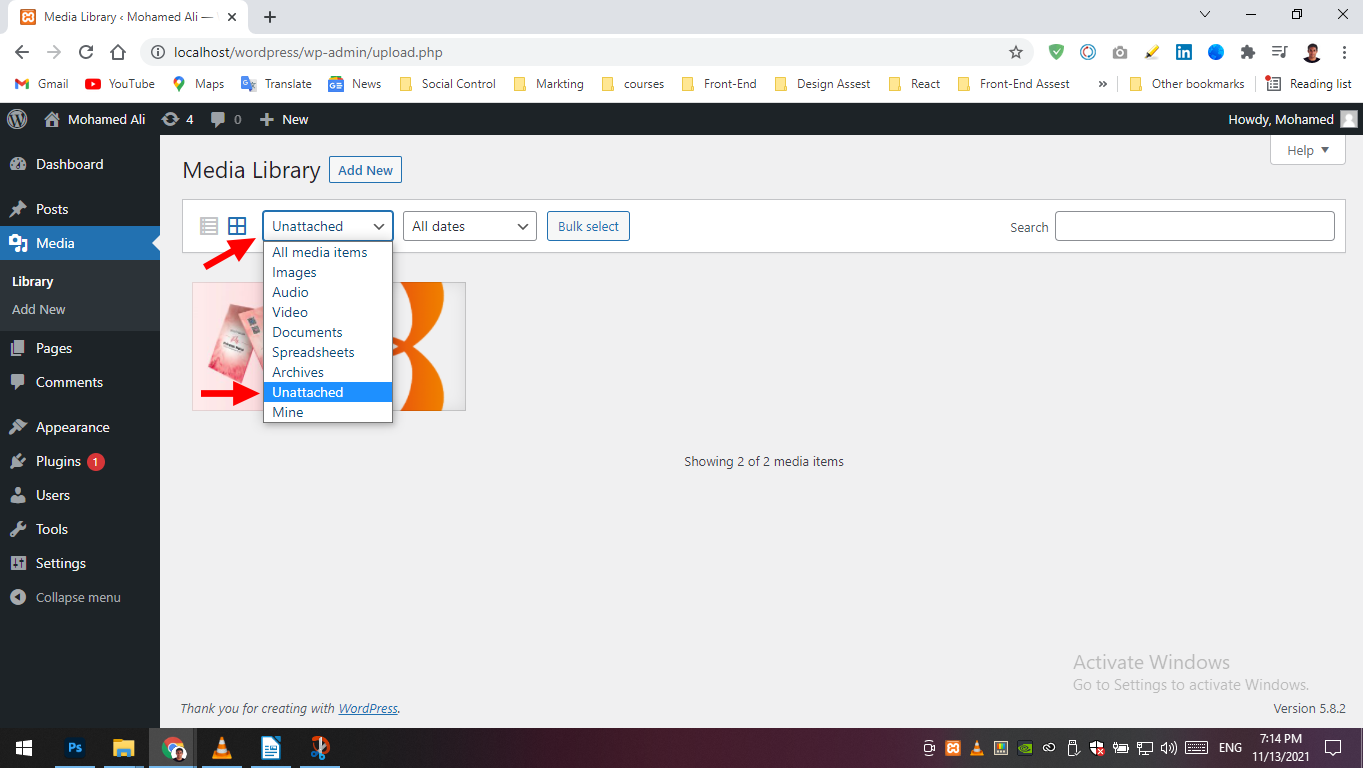 Media Library ‹ Mohamed Ali —
localhost/wordpress/wp-admin/upload.php
Gmail YouTube Maps Translate News Social Control Markting courses Front-End Design Assest React Front-End Assest » Other bookmarks Reading list
Mohamed Ali 4 0 New Howdy, Mohamed
Help
Dashboard
Posts
Media
Library
Add New
Pages
Comments
Appearance
Plugins 1
Users
Tools
Settings
Collapse menu
Media Library Add New
Unattached All dates Bulk select Search
All media items
Images
Audio
Video
Documents
Spreadsheets
Archives
Unattached
Mine
Showing 2 of 2 media items
Activate Windows
Go to Settings to activate Windows.
Thank you for creating with WordPress. Version 5.8.2
Ps ENG 7:14 PM
11/13/2021